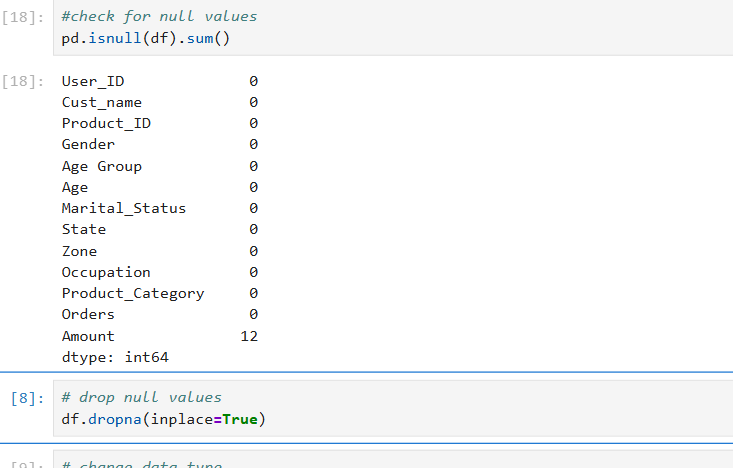 [18]: #check for null values
pd.isnull(df).sum()
[18]: User_ID 0
Cust_name 0
Product_ID 0
Gender 0
Age Group 0
Age 0
Marital_Status 0
State 0
Zone 0
Occupation 0
Product_Category 0
Orders 0
Amount 12
dtype: int64
[8]: # drop null values
df.dropna(inplace=True)
[9]: # change data type